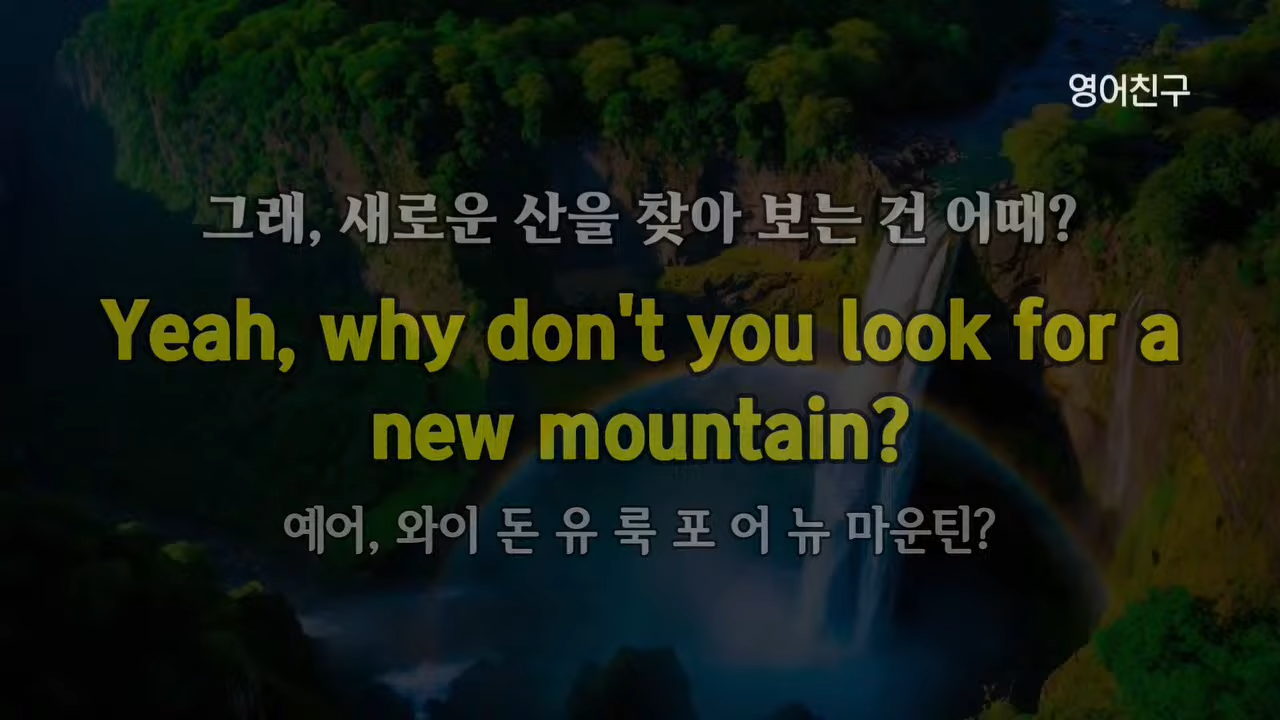 영어친구
그래, 새로운 산을 찾아 보는 건 어때?
Yeah, why don't you look for a
new mountain?
예어, 와이 돈 유 룩 포 어 뉴 마운틴?